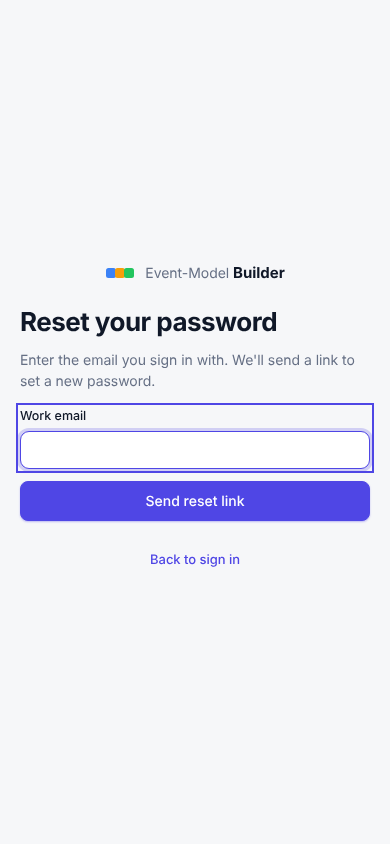 Event-Model Builder
Reset your password
Enter the email you sign in with. We'll send a link to
set a new password.
Work email
Send reset link
Back to sign in